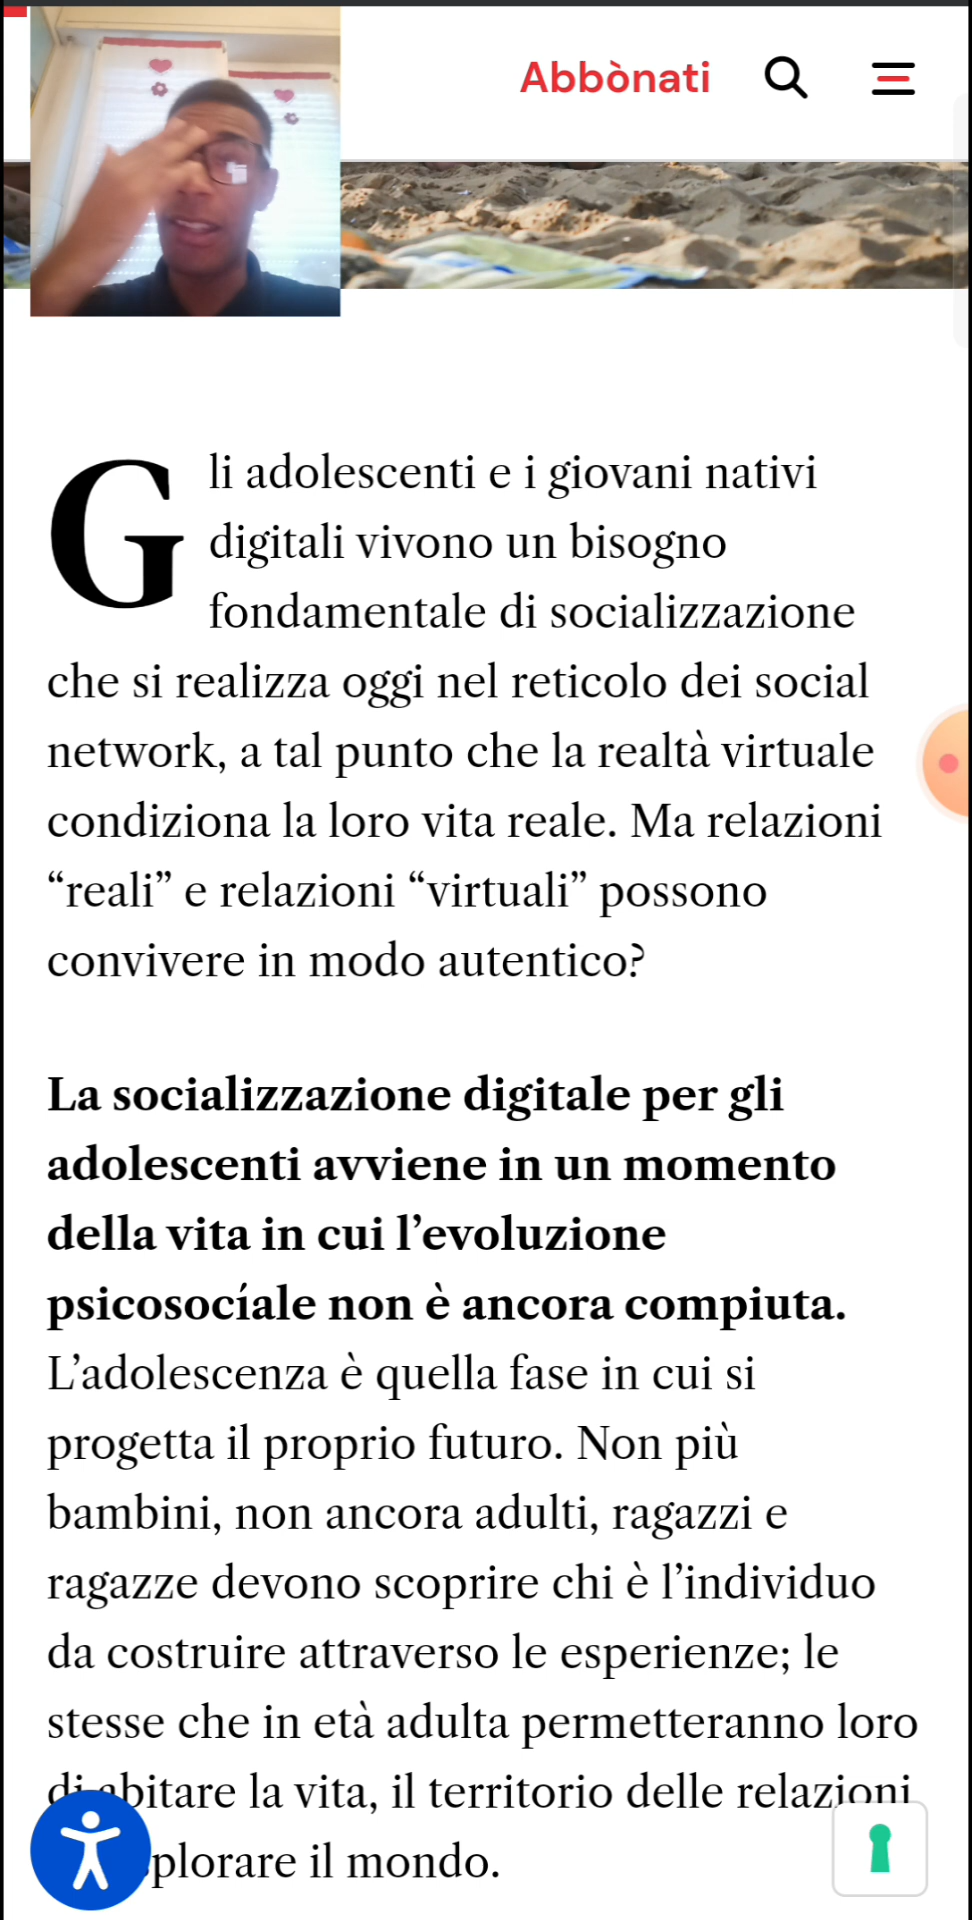 Abbònati
Gli adolescenti e i giovani nativi
digitali vivono un bisogno
fondamentale di socializzazione
che si realizza oggi nel reticolo dei social
network, a tal punto che la realtà virtuale
condiziona la loro vita reale. Ma relazioni
“reali” e relazioni “virtuali” possono
convivere in modo autentico?
La socializzazione digitale per gli
adolescenti avviene in un momento
della vita in cui l’evoluzione
psicosocíale non è ancora compiuta.
L’adolescenza è quella fase in cui si
progetta il proprio futuro. Non più
bambini, non ancora adulti, ragazzi e
ragazze devono scoprire chi è l’individuo
da costruire attraverso le esperienze; le
stesse che in età adulta permetteranno loro
di abitare la vita, il territorio delle relazioni
il mondo.